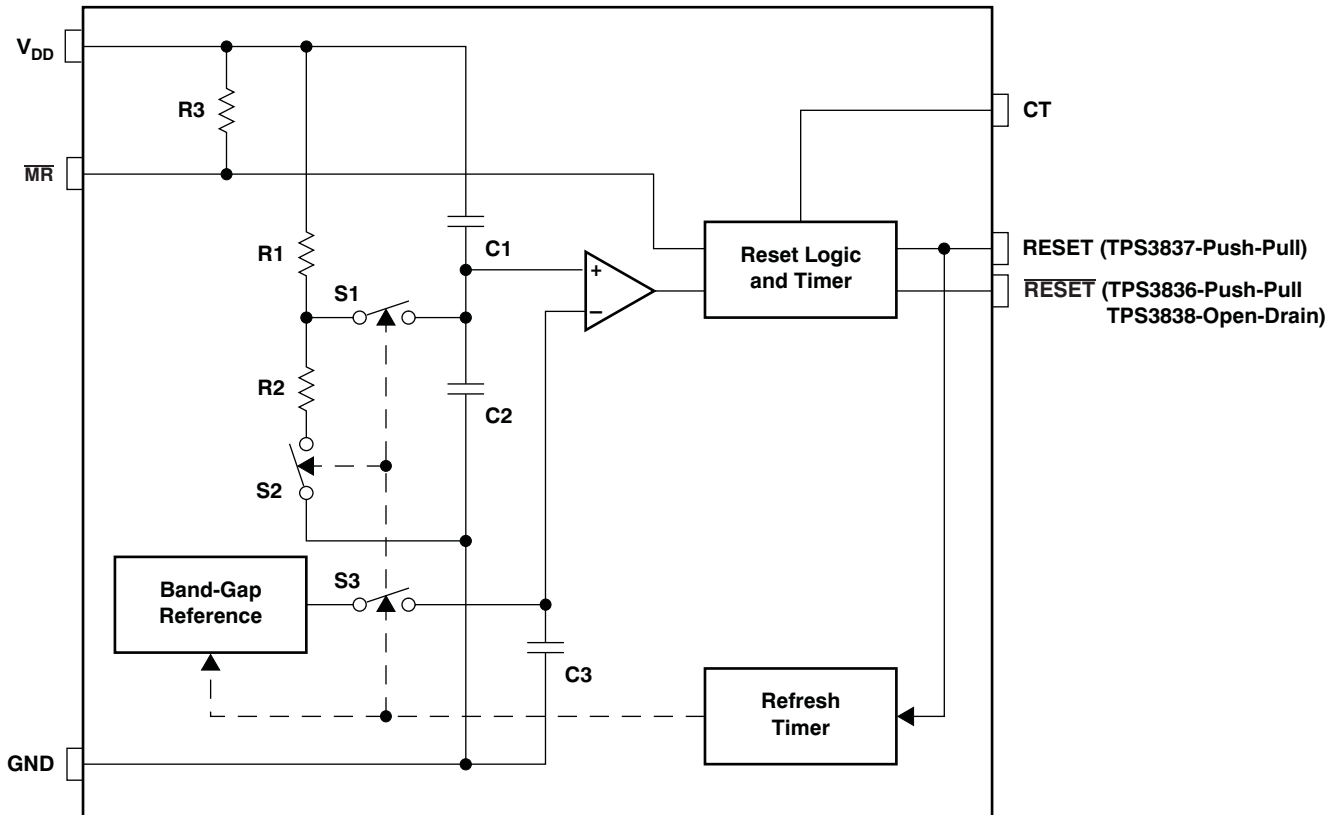 VDD
R3
CT
MR
R1
C1
S1
+
−
Reset Logic
and Timer
RESET (TPS3837-Push-Pull)
RESET (TPS3836-Push-Pull
TPS3838-Open-Drain)
R2
C2
S2
Band-Gap
Reference
S3
C3
Refresh
Timer
GND